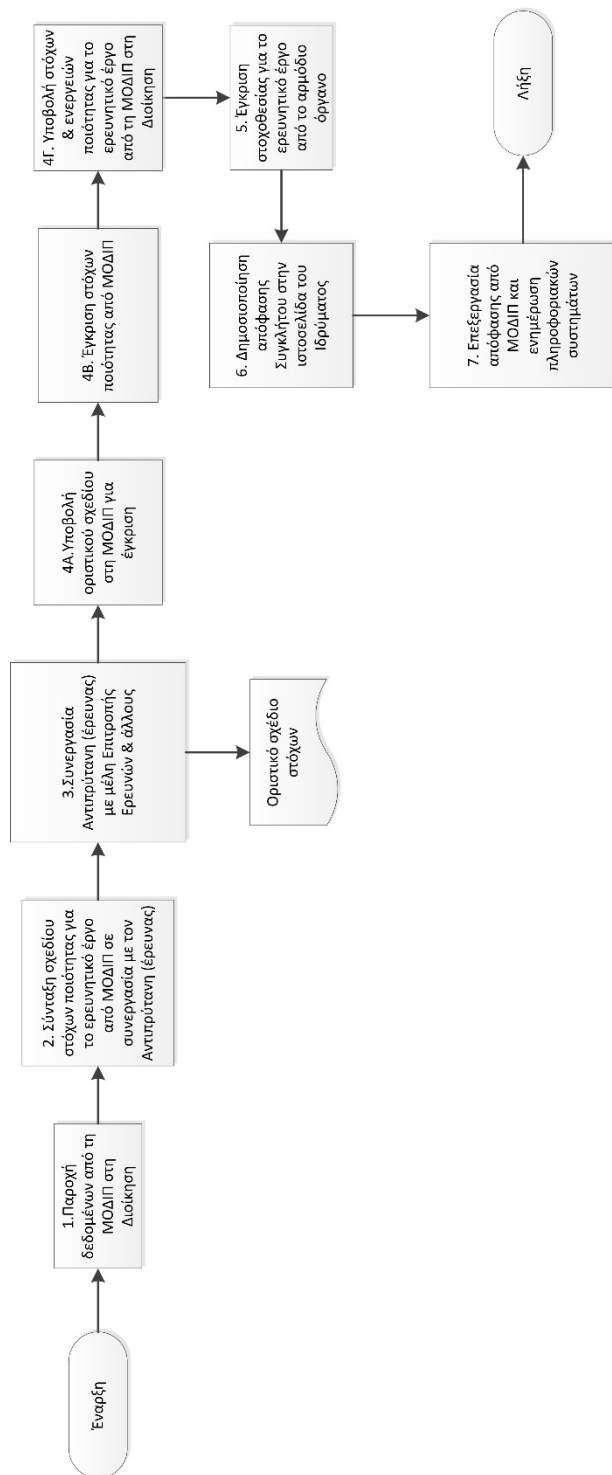 Έναρξη
1.Παροχή
δεδομένων από τη
ΜΟΔΙΠ στη
Διοίκηση
2. Σύνταξη σχεδίου
στόχων ποιότητας για
το ερευνητικό έργο
από ΜΟΔΙΠ σε
συνεργασία με τον
Αντιπρύτανη (έρευνας)
3.Συνεργασία
Αντιπρύτανη (έρευνας)
με μέλη Επιτροπής
Ερευνών & άλλους
Οριστικό σχέδιο
στόχων
4Α.Υποβολή
οριστικού σχεδίου
στη ΜΟΔΙΠ για
έγκριση
4Β. Έγκριση στόχων
ποιότητας από ΜΟΔΙΠ
4Γ. Υποβολή στόχων
& ενεργειών
ποιότητας για το
ερευνητικό έργο
από τη ΜΟΔΙΠ στη
Διοίκηση
5. Έγκριση
στοχοθεσίας για το
ερευνητικό έργο
από το αρμόδιο
όργανο
6. Δημοσιοποίηση
απόφασης
Συγκλήτου στην
ιστοσελίδα του
Ιδρύματος
7. Επεξεργασία
απόφασης από
ΜΟΔΙΠ και
ενημέρωση
πληροφοριακών
συστημάτων
Λήξη